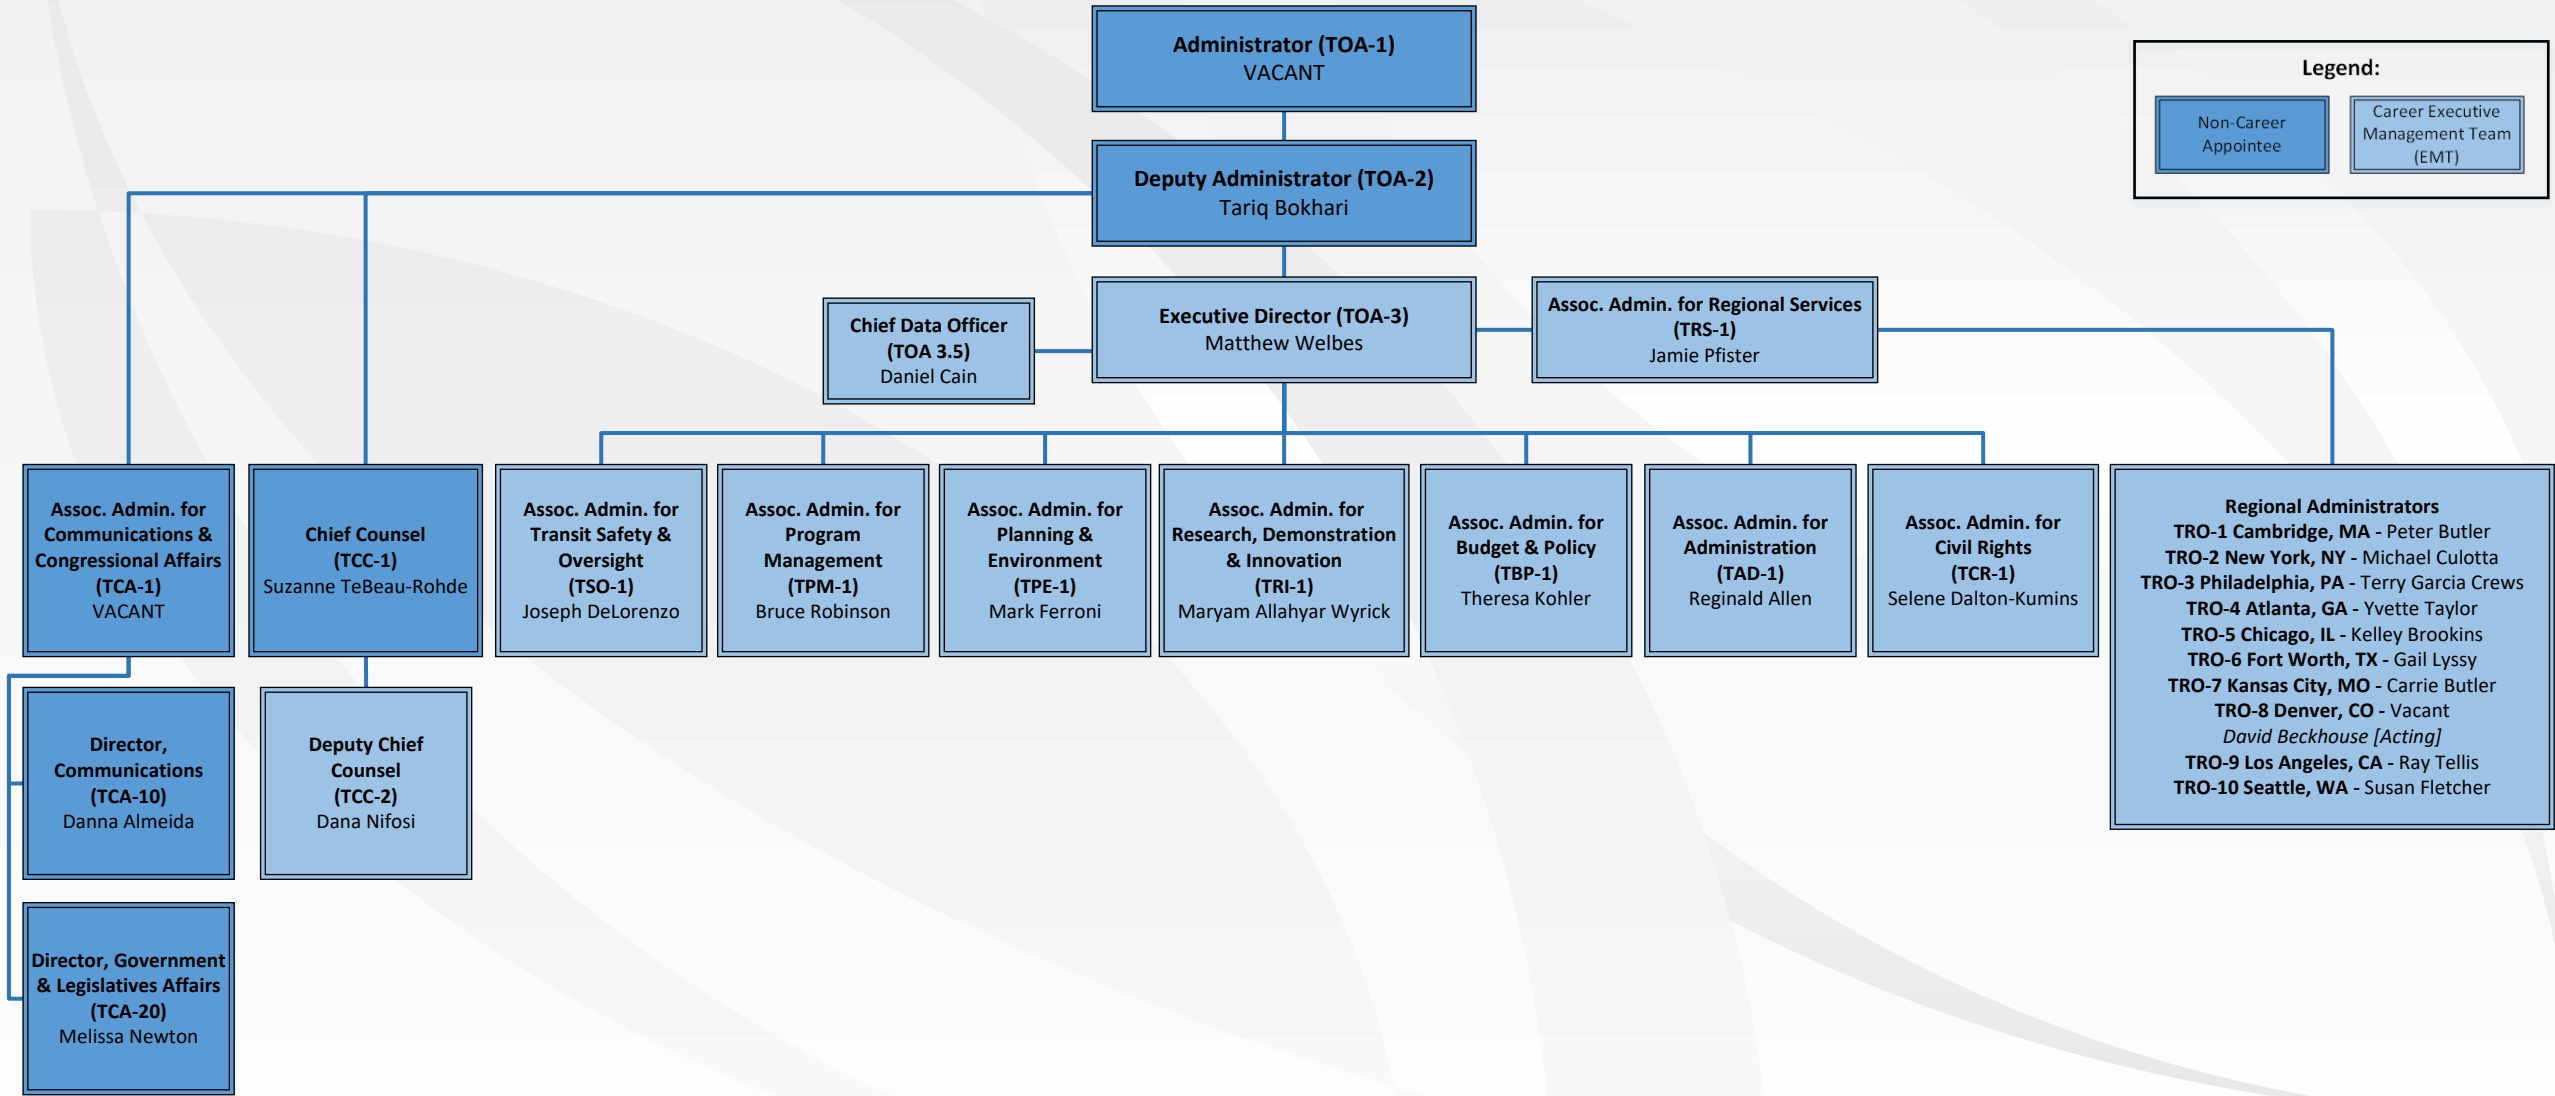 Administrator (TOA-1)
VACANT
Legend:
Non-Career
Appointee
Career Executive
Management Team
(EMT)
Deputy Administrator (TOA-2)
Tariq Bokhari
Executive Director (TOA-3)
Matthew Welbes
Chief Data Officer
(TOA 3.5)
Daniel Cain
Assoc. Admin. for Regional Services
(TRS-1)
Jamie Pfister
Assoc. Admin. for
Communications &
Congressional Affairs
(TCA-1)
VACANT
Chief Counsel
(TCC-1)
Suzanne TeBeau-Rohde
Assoc. Admin. for
Transit Safety &
Oversight
(TSO-1)
Joseph DeLorenzo
Assoc. Admin. for
Program
Management
(TPM-1)
Bruce Robinson
Assoc. Admin. for
Planning &
Environment
(TPE-1)
Mark Ferroni
Assoc. Admin. for
Research, Demonstration
& Innovation
(TRI-1)
Maryam Allahyar Wyrick
Assoc. Admin. for
Budget & Policy
(TBP-1)
Theresa Kohler
Assoc. Admin. for
Administration
(TAD-1)
Reginald Allen
Assoc. Admin. for
Civil Rights
(TCR-1)
Selene Dalton-Kumins
Regional Administrators
TRO-1 Cambridge, MA - Peter Butler
TRO-2 New York, NY - Michael Culotta
TRO-3 Philadelphia, PA - Terry Garcia Crews
TRO-4 Atlanta, GA - Yvette Taylor
TRO-5 Chicago, IL - Kelley Brookins
TRO-6 Fort Worth, TX - Gail Lyssy
TRO-7 Kansas City, MO - Carrie Butler
TRO-8 Denver, CO - Vacant
David Beckhouse [Acting]
TRO-9 Los Angeles, CA - Ray Tellis
TRO-10 Seattle, WA - Susan Fletcher
Director,
Communications
(TCA-10)
Danna Almeida
Deputy Chief
Counsel
(TCC-2)
Dana Nifosi
Director, Government
& Legislatives Affairs
(TCA-20)
Melissa Newton